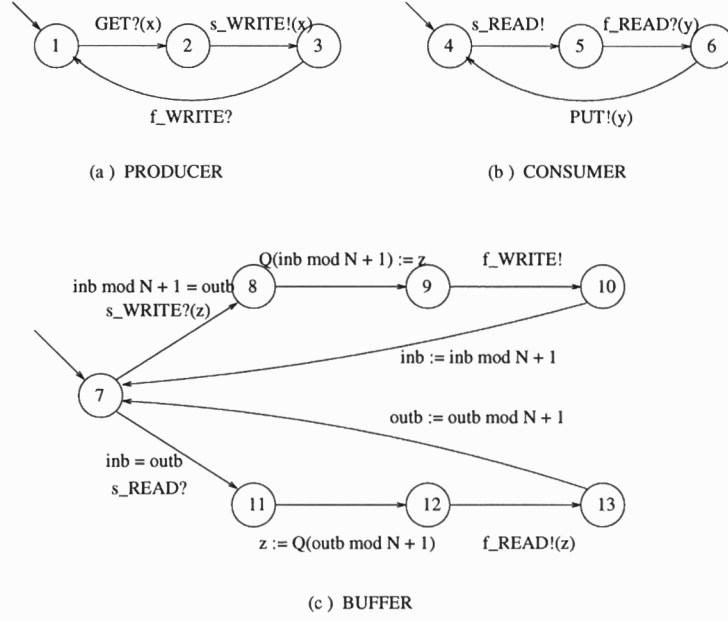 GET?(x)
s_WRITE!(x)
1
2
3
f_WRITE?
(a ) PRODUCER
s_READ!
f_READ?(y)
4
5
6
PUT!(y)
(b ) CONSUMER
Q(inb mod N + 1) := z
f_WRITE!
inb mod N + 1 = outb
s_WRITE?(z)
8
9
10
inb := inb mod N + 1
7
outb := outb mod N + 1
inb = outb
s_READ?
11
12
13
z := Q(outb mod N + 1)
f_READ!(z)
(c ) BUFFER